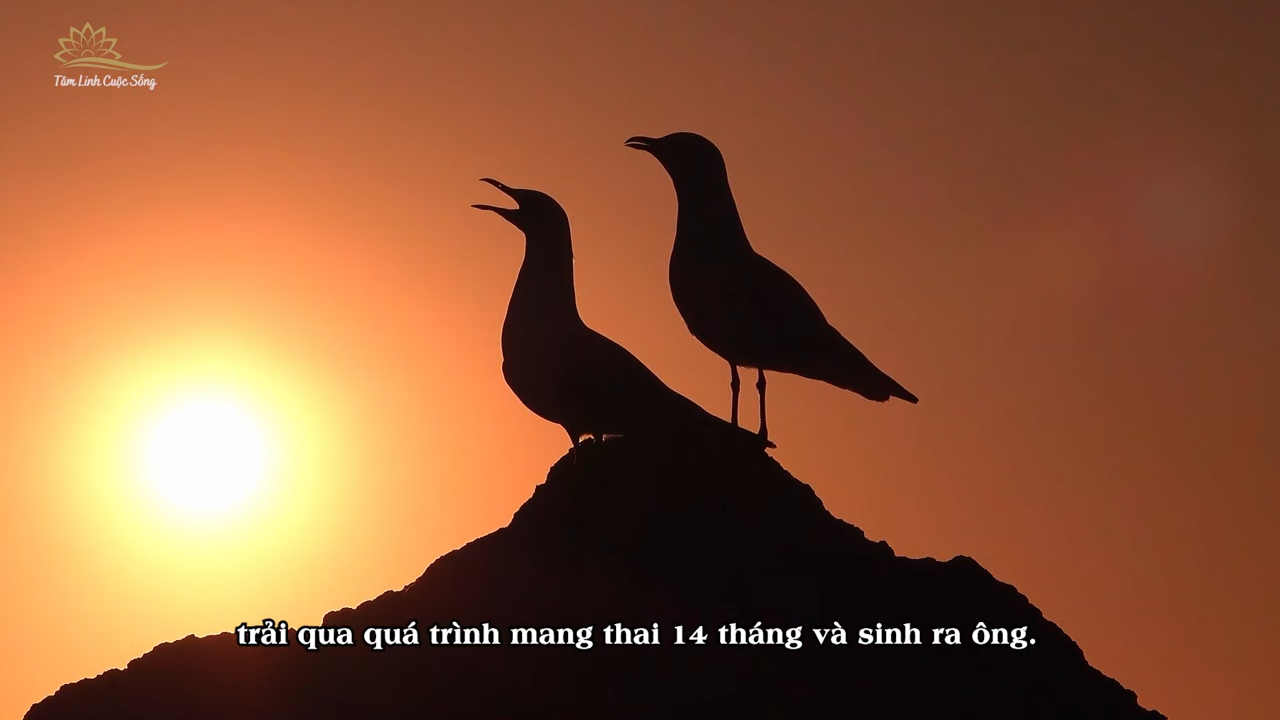 Tâm Linh Cuộc Sống
trải qua quá trình mang thai 14 tháng và sinh ra ông.